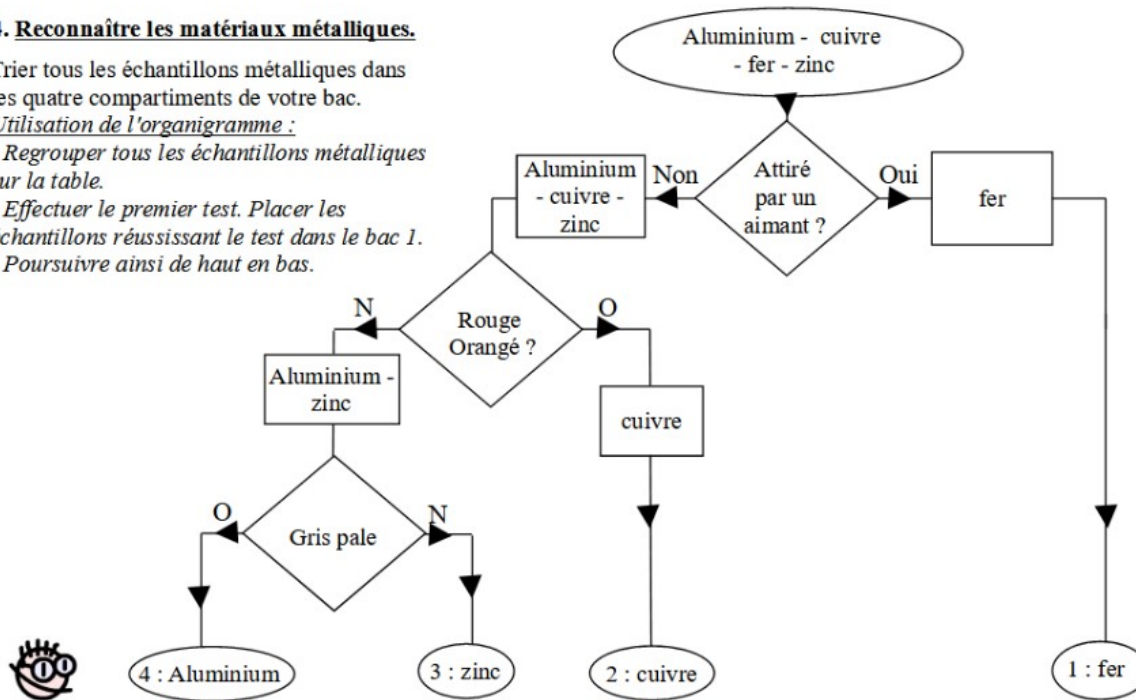 . Reconnaître les matériaux métalliques.
Trier tous les échantillons métalliques dans
quatre compartiments de votre bac.
Utilisation de l'organigramme :
Regrouper tous les échantillons métalliques
la table.
Effectuer le premier test. Placer les
échantillons réussissant le test dans le bac 1.
Poursuivre ainsi de haut en bas.
Aluminium - cuivre
- fer - zinc
Attiré
par un
aimant ?
Non
Oui
Aluminium
- cuivre -
zinc
fer
Rouge
Orangé ?
N
O
Aluminium -
zinc
cuivre
Gris pale
O
N
4 : Aluminium
3 : zinc
2 : cuivre
1 : fer